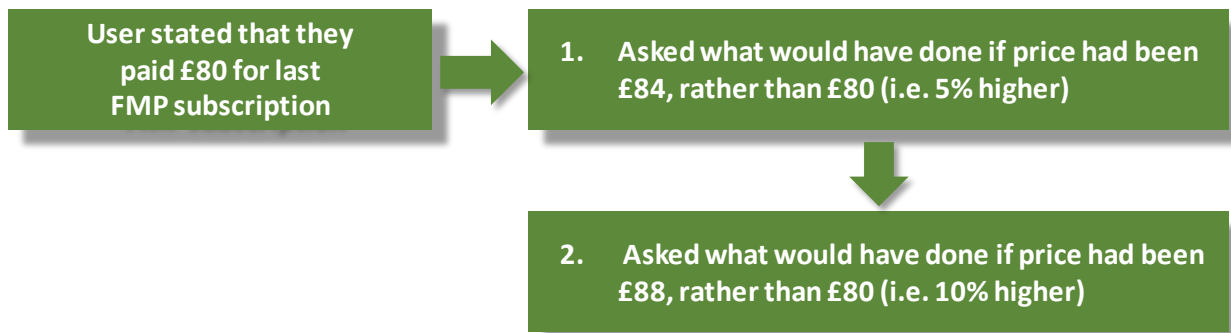 User stated that they
paid £80 for last
FMP subscription
1. Asked what would have done if price had been
£84, rather than £80 (i.e. 5% higher)
2. Asked what would have done if price had been
£88, rather than £80 (i.e. 10% higher)